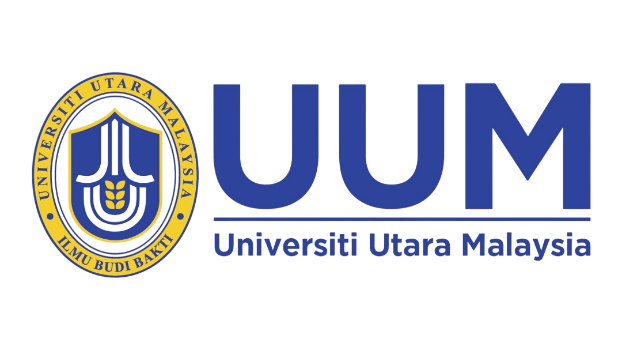 UNIVERSITI UTARA MALAYSIA
ILMU BUDI BAKTI
UUM
Universiti Utara Malaysia